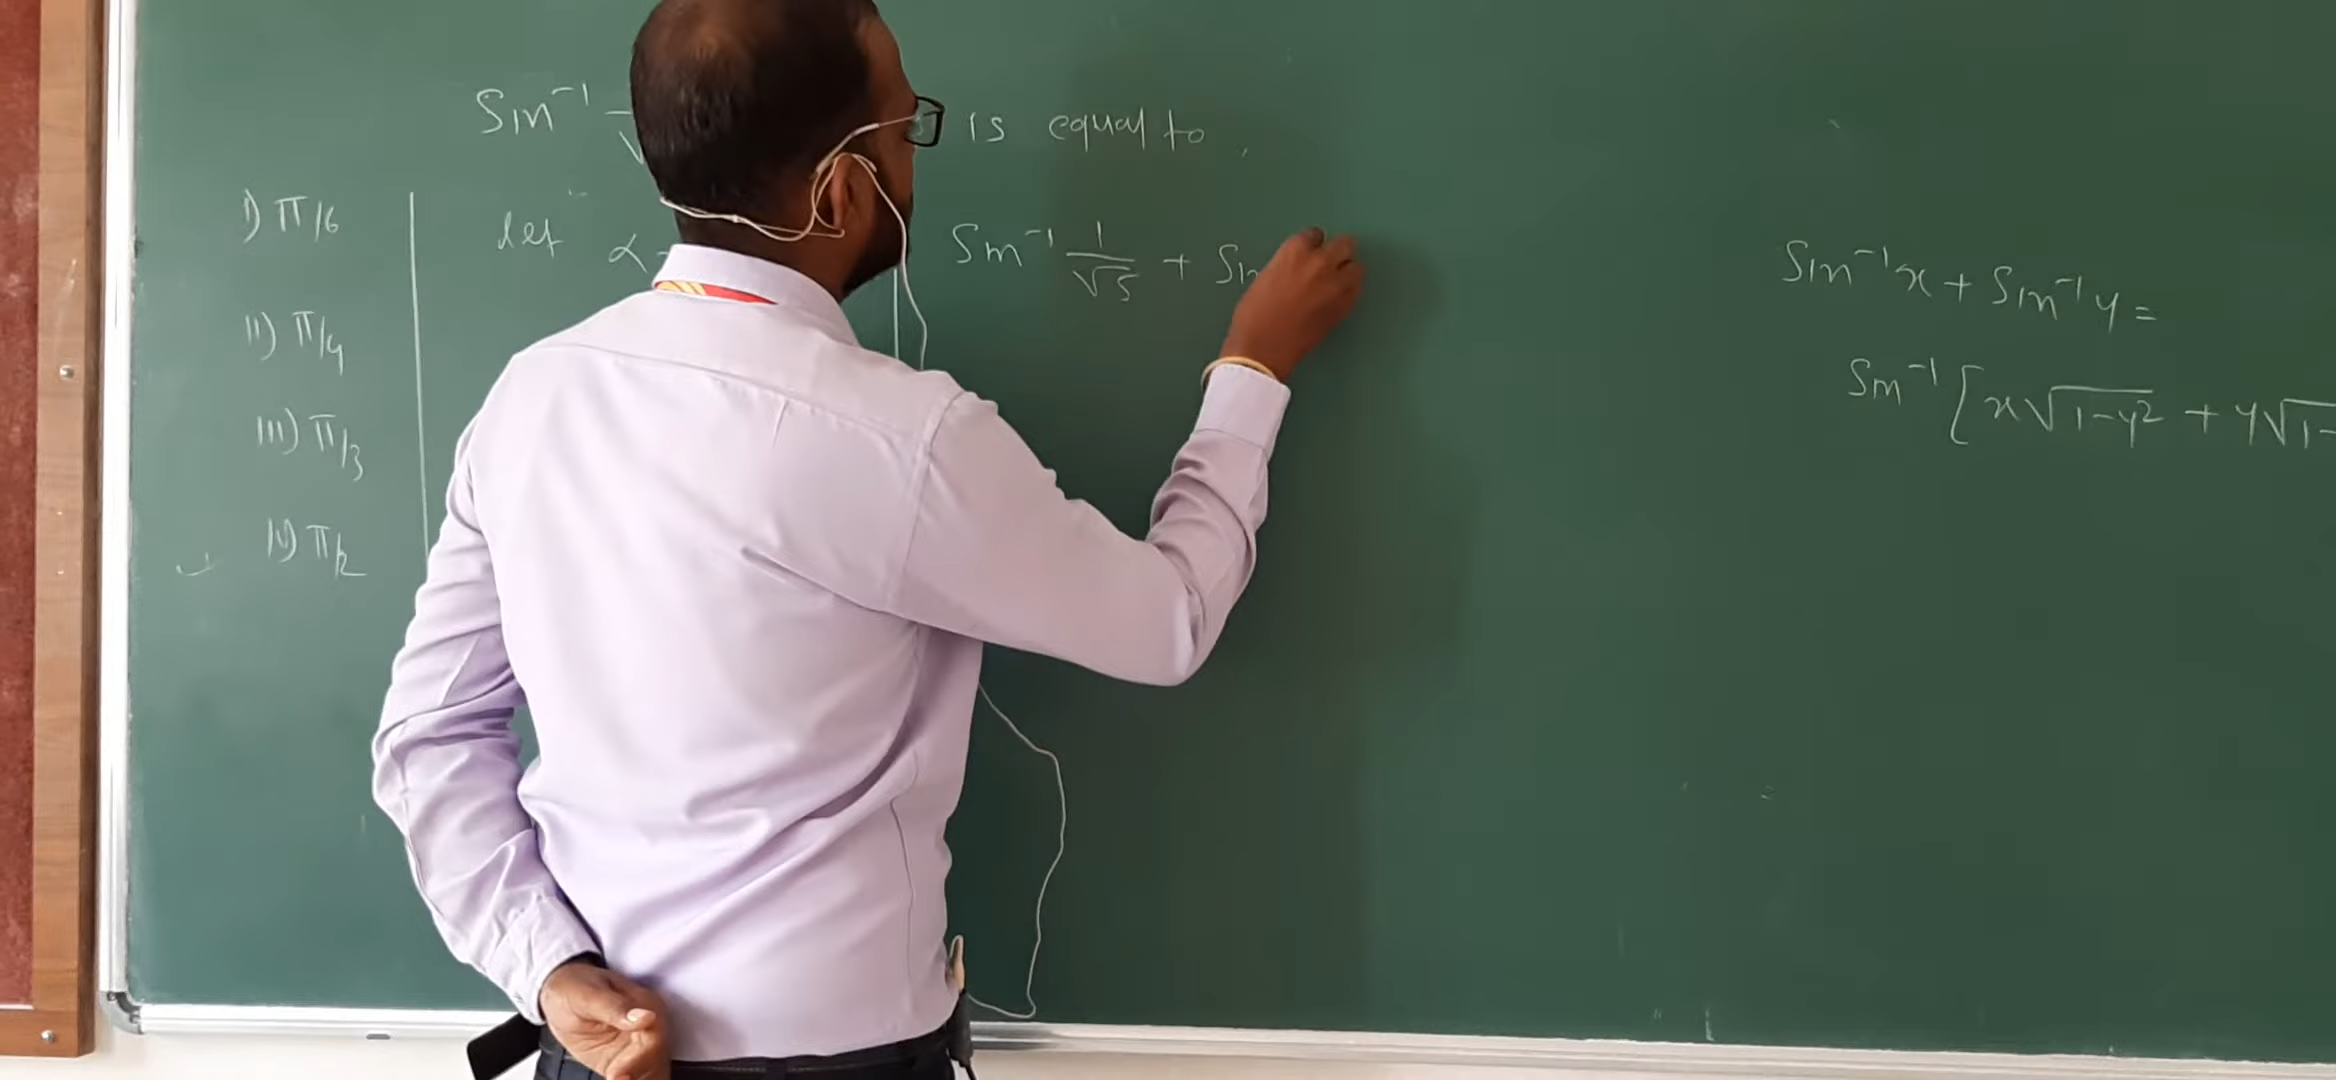 Sin⁻¹ is equal to,
i) π/6
ii) π/4
iii) π/3
iv) π/2
let α
Sin⁻¹ 1/√5 + Sin
Sin⁻¹x + Sin⁻¹y =
Sin⁻¹ [x√1-y² + y√1-